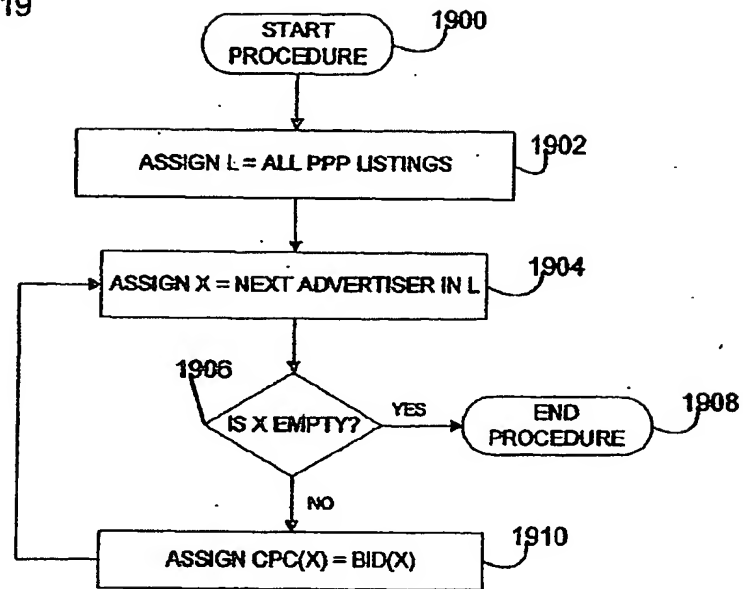 19
START
PROCEDURE
1900
ASSIGN L = ALL PPP LISTINGS
1902
ASSIGN X = NEXT ADVERTISER IN L
1904
1906
IS X EMPTY?
YES
END
PROCEDURE
1908
NO
ASSIGN CPC(X) = BID(X)
1910